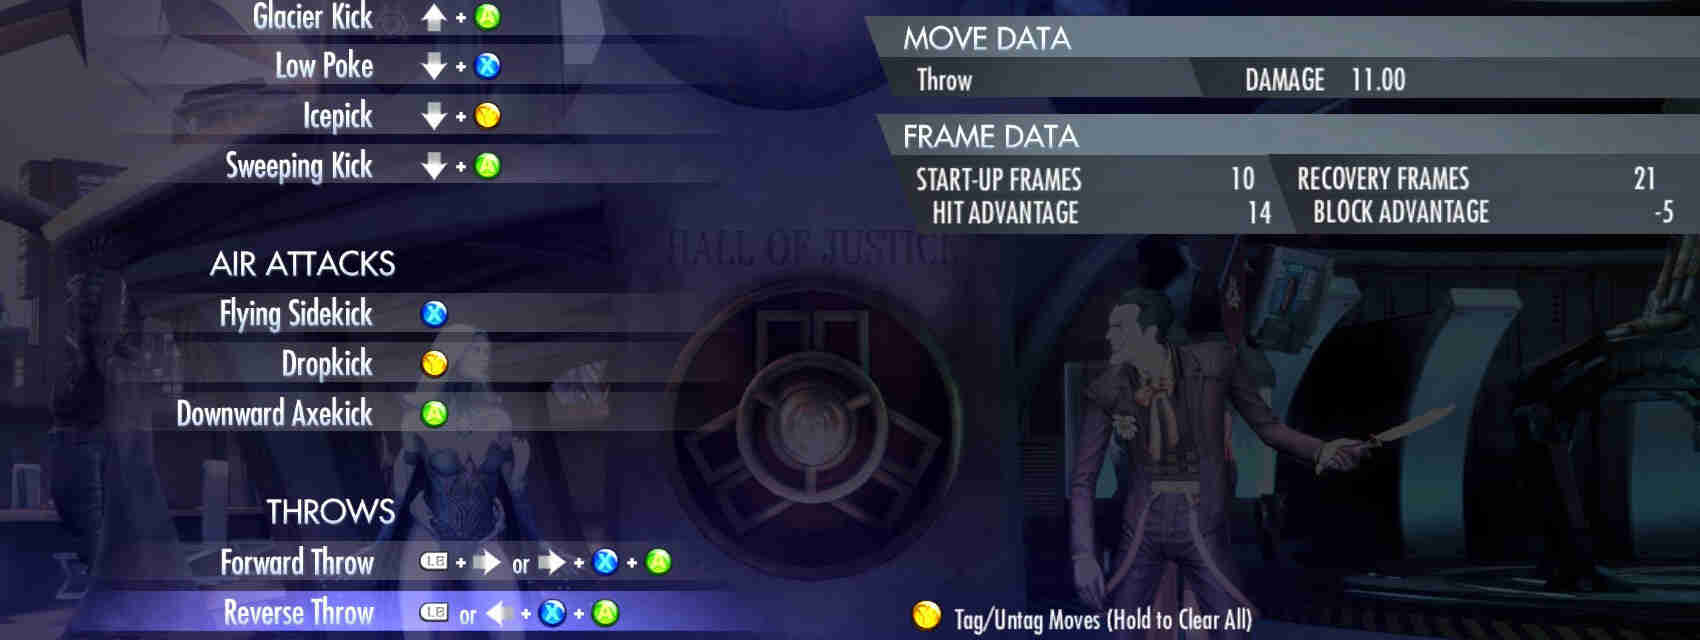 Glacier Kick + A
Low Poke + X
Icepick + Y
Sweeping Kick + A
AIR ATTACKS
Flying Sidekick X
Dropkick Y
Downward Axekick A
THROWS
Forward Throw LB + or + X + A
Reverse Throw LB or + X + A
MOVE DATA
Throw DAMAGE 11.00
FRAME DATA
START-UP FRAMES 10 RECOVERY FRAMES 21
HIT ADVANTAGE 14 BLOCK ADVANTAGE -5
HALL OF JUSTICE
Y Tag/Untag Moves (Hold to Clear All)